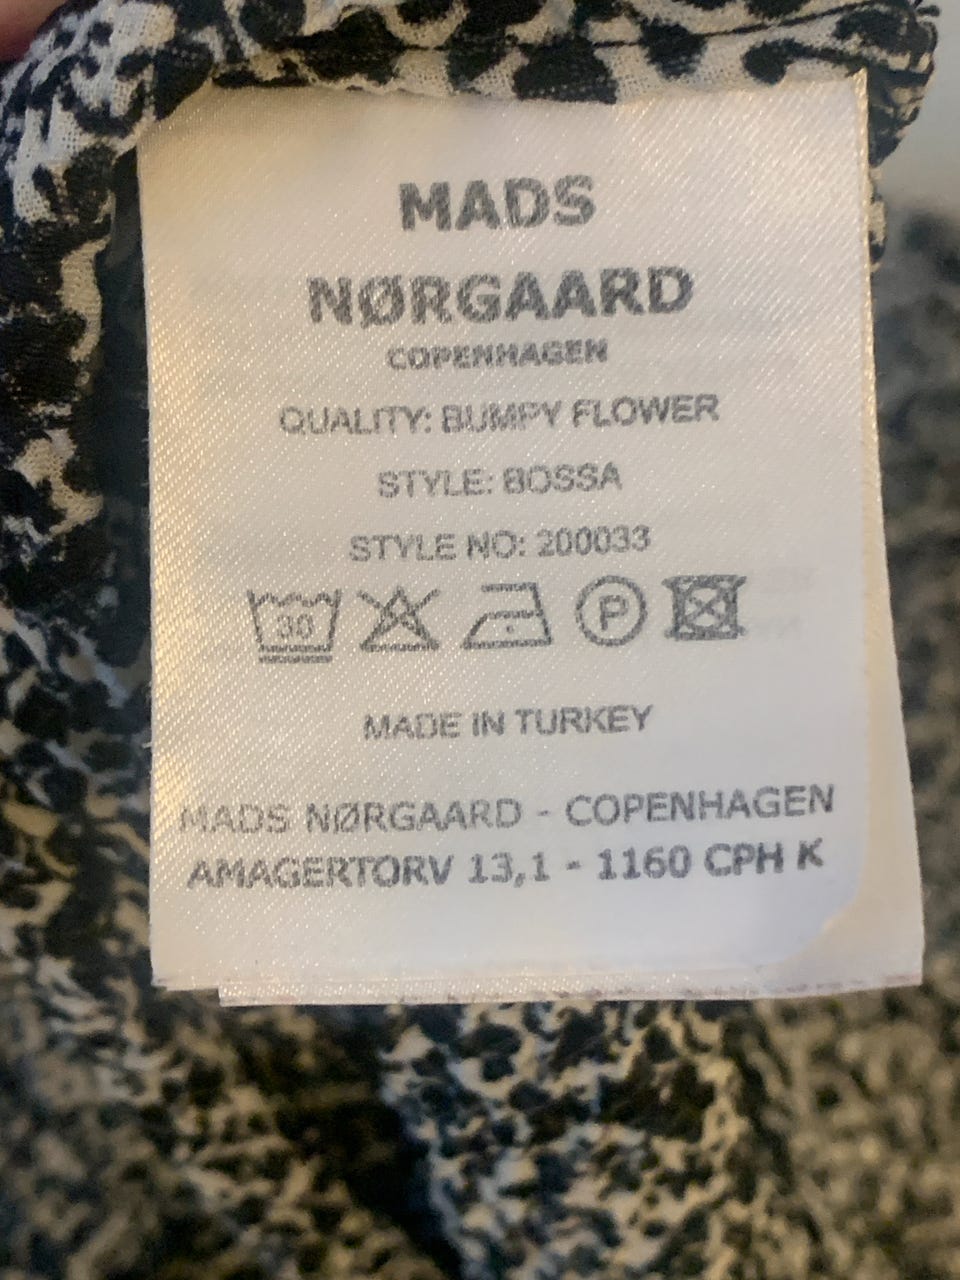 MADS
NØRGAARD
COPENHAGEN
QUALITY: BUMPY FLOWER
STYLE: BOSSA
STYLE NO: 200033
30 P
MADE IN TURKEY
MADS NØRGAARD - COPENHAGEN
AMAGERTORV 13,1 - 1160 CPH K